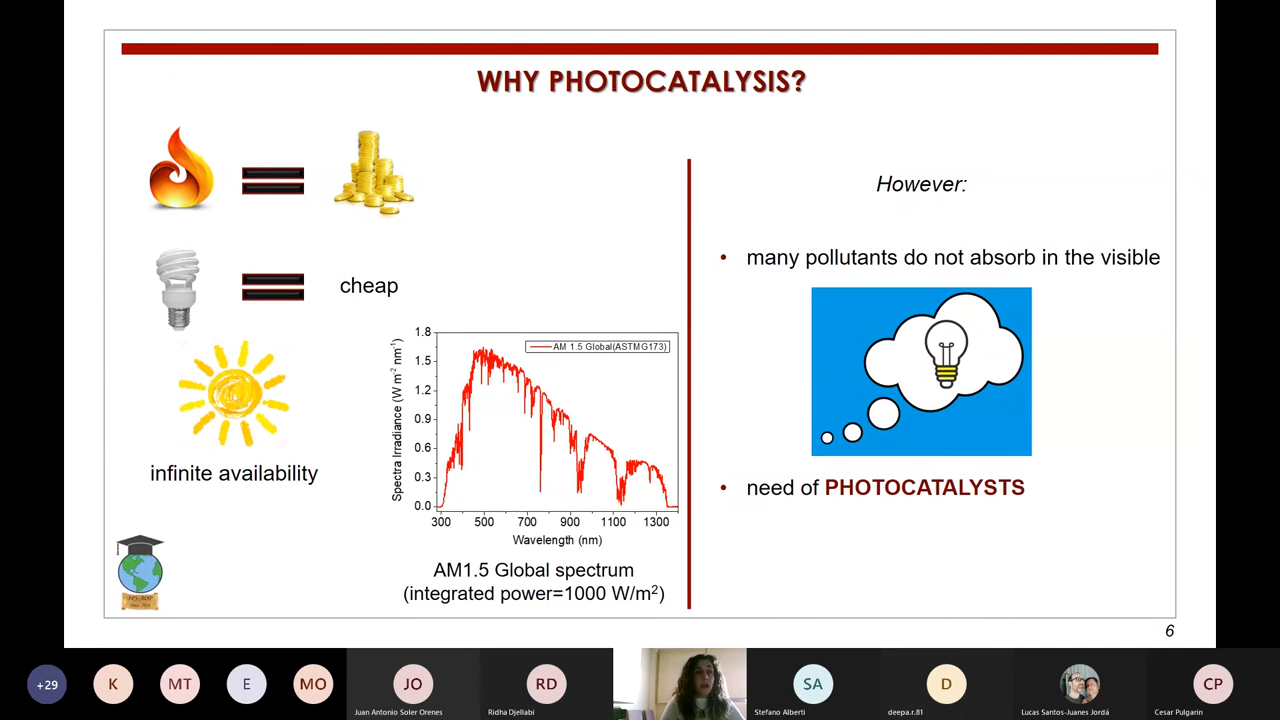 WHY PHOTOCATALYSIS?
cheap
infinite availability
1.8
1.5
1.2
0.9
0.6
0.3
0.0
Spectra Irradiance (W m⁻² nm⁻¹)
AM 1.5 Global(ASTMG173)
300 500 700 900 1100 1300
Wavelength (nm)
AM1.5 Global spectrum
(integrated power=1000 W/m²)
However:
• many pollutants do not absorb in the visible
• need of PHOTOCATALYSTS
6
+29
K
MT
E
MO
JO
Juan Antonio Soler Orenes
RD
Ridha Djellabi
SA
Stefano Alberti
D
deepa.r.81
Lucas Santos-Juanes Jordá
CP
Cesar Pulgarin